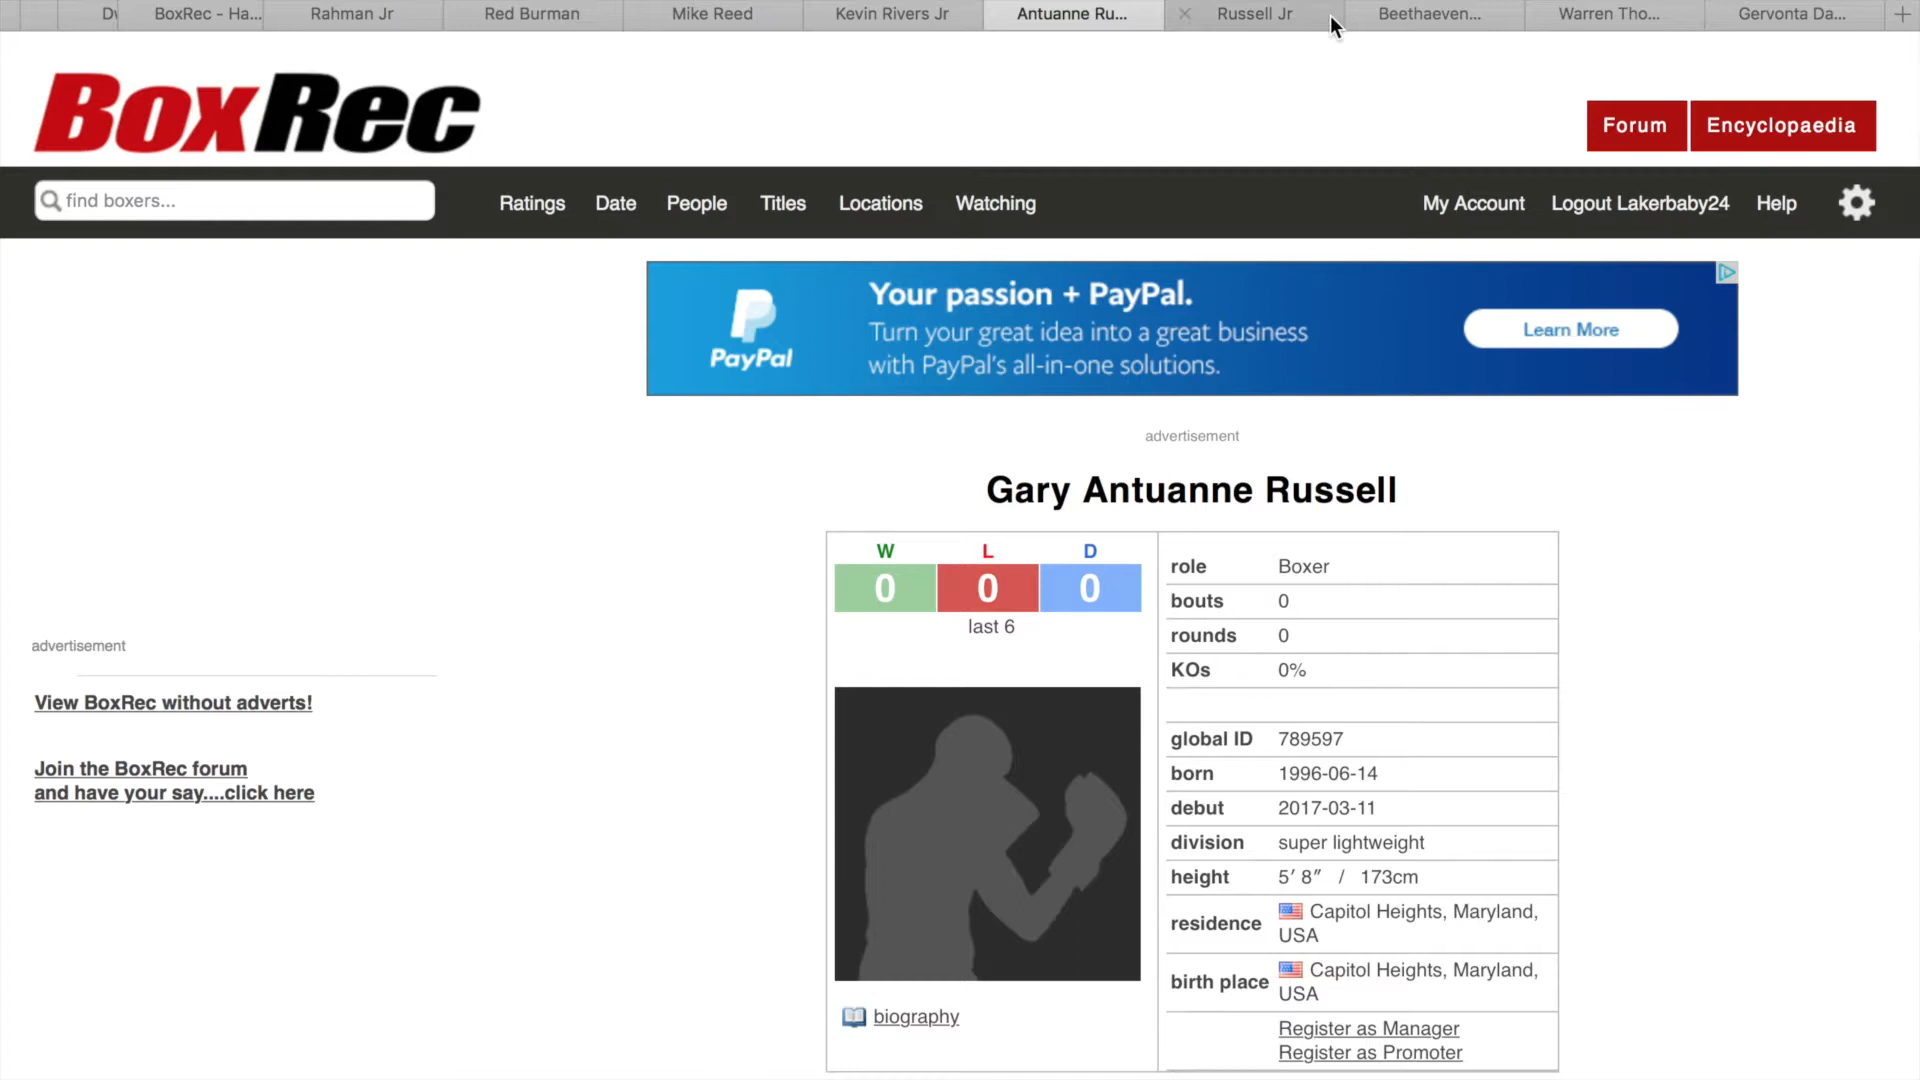 BoxRec - Ha...
Rahman Jr
Red Burman
Mike Reed
Kevin Rivers Jr
Antuanne Ru...
Russell Jr
Beethaeven...
Warren Tho...
Gervonta Da...
BoxRec
Forum
Encyclopaedia
find boxers...
Ratings
Date
People
Titles
Locations
Watching
My Account
Logout Lakerbaby24
Help
PayPal
Your passion + PayPal.
Turn your great idea into a great business
with PayPal's all-in-one solutions.
Learn More
advertisement
Gary Antuanne Russell
W L D
0 0 0
last 6
role Boxer
bouts 0
rounds 0
KOs 0%
global ID 789597
born 1996-06-14
debut 2017-03-11
division super lightweight
height 5′ 8″ / 173cm
residence Capitol Heights, Maryland,
USA
birth place Capitol Heights, Maryland,
USA
Register as Manager
Register as Promoter
biography
advertisement
View BoxRec without adverts!
Join the BoxRec forum
and have your say....click here